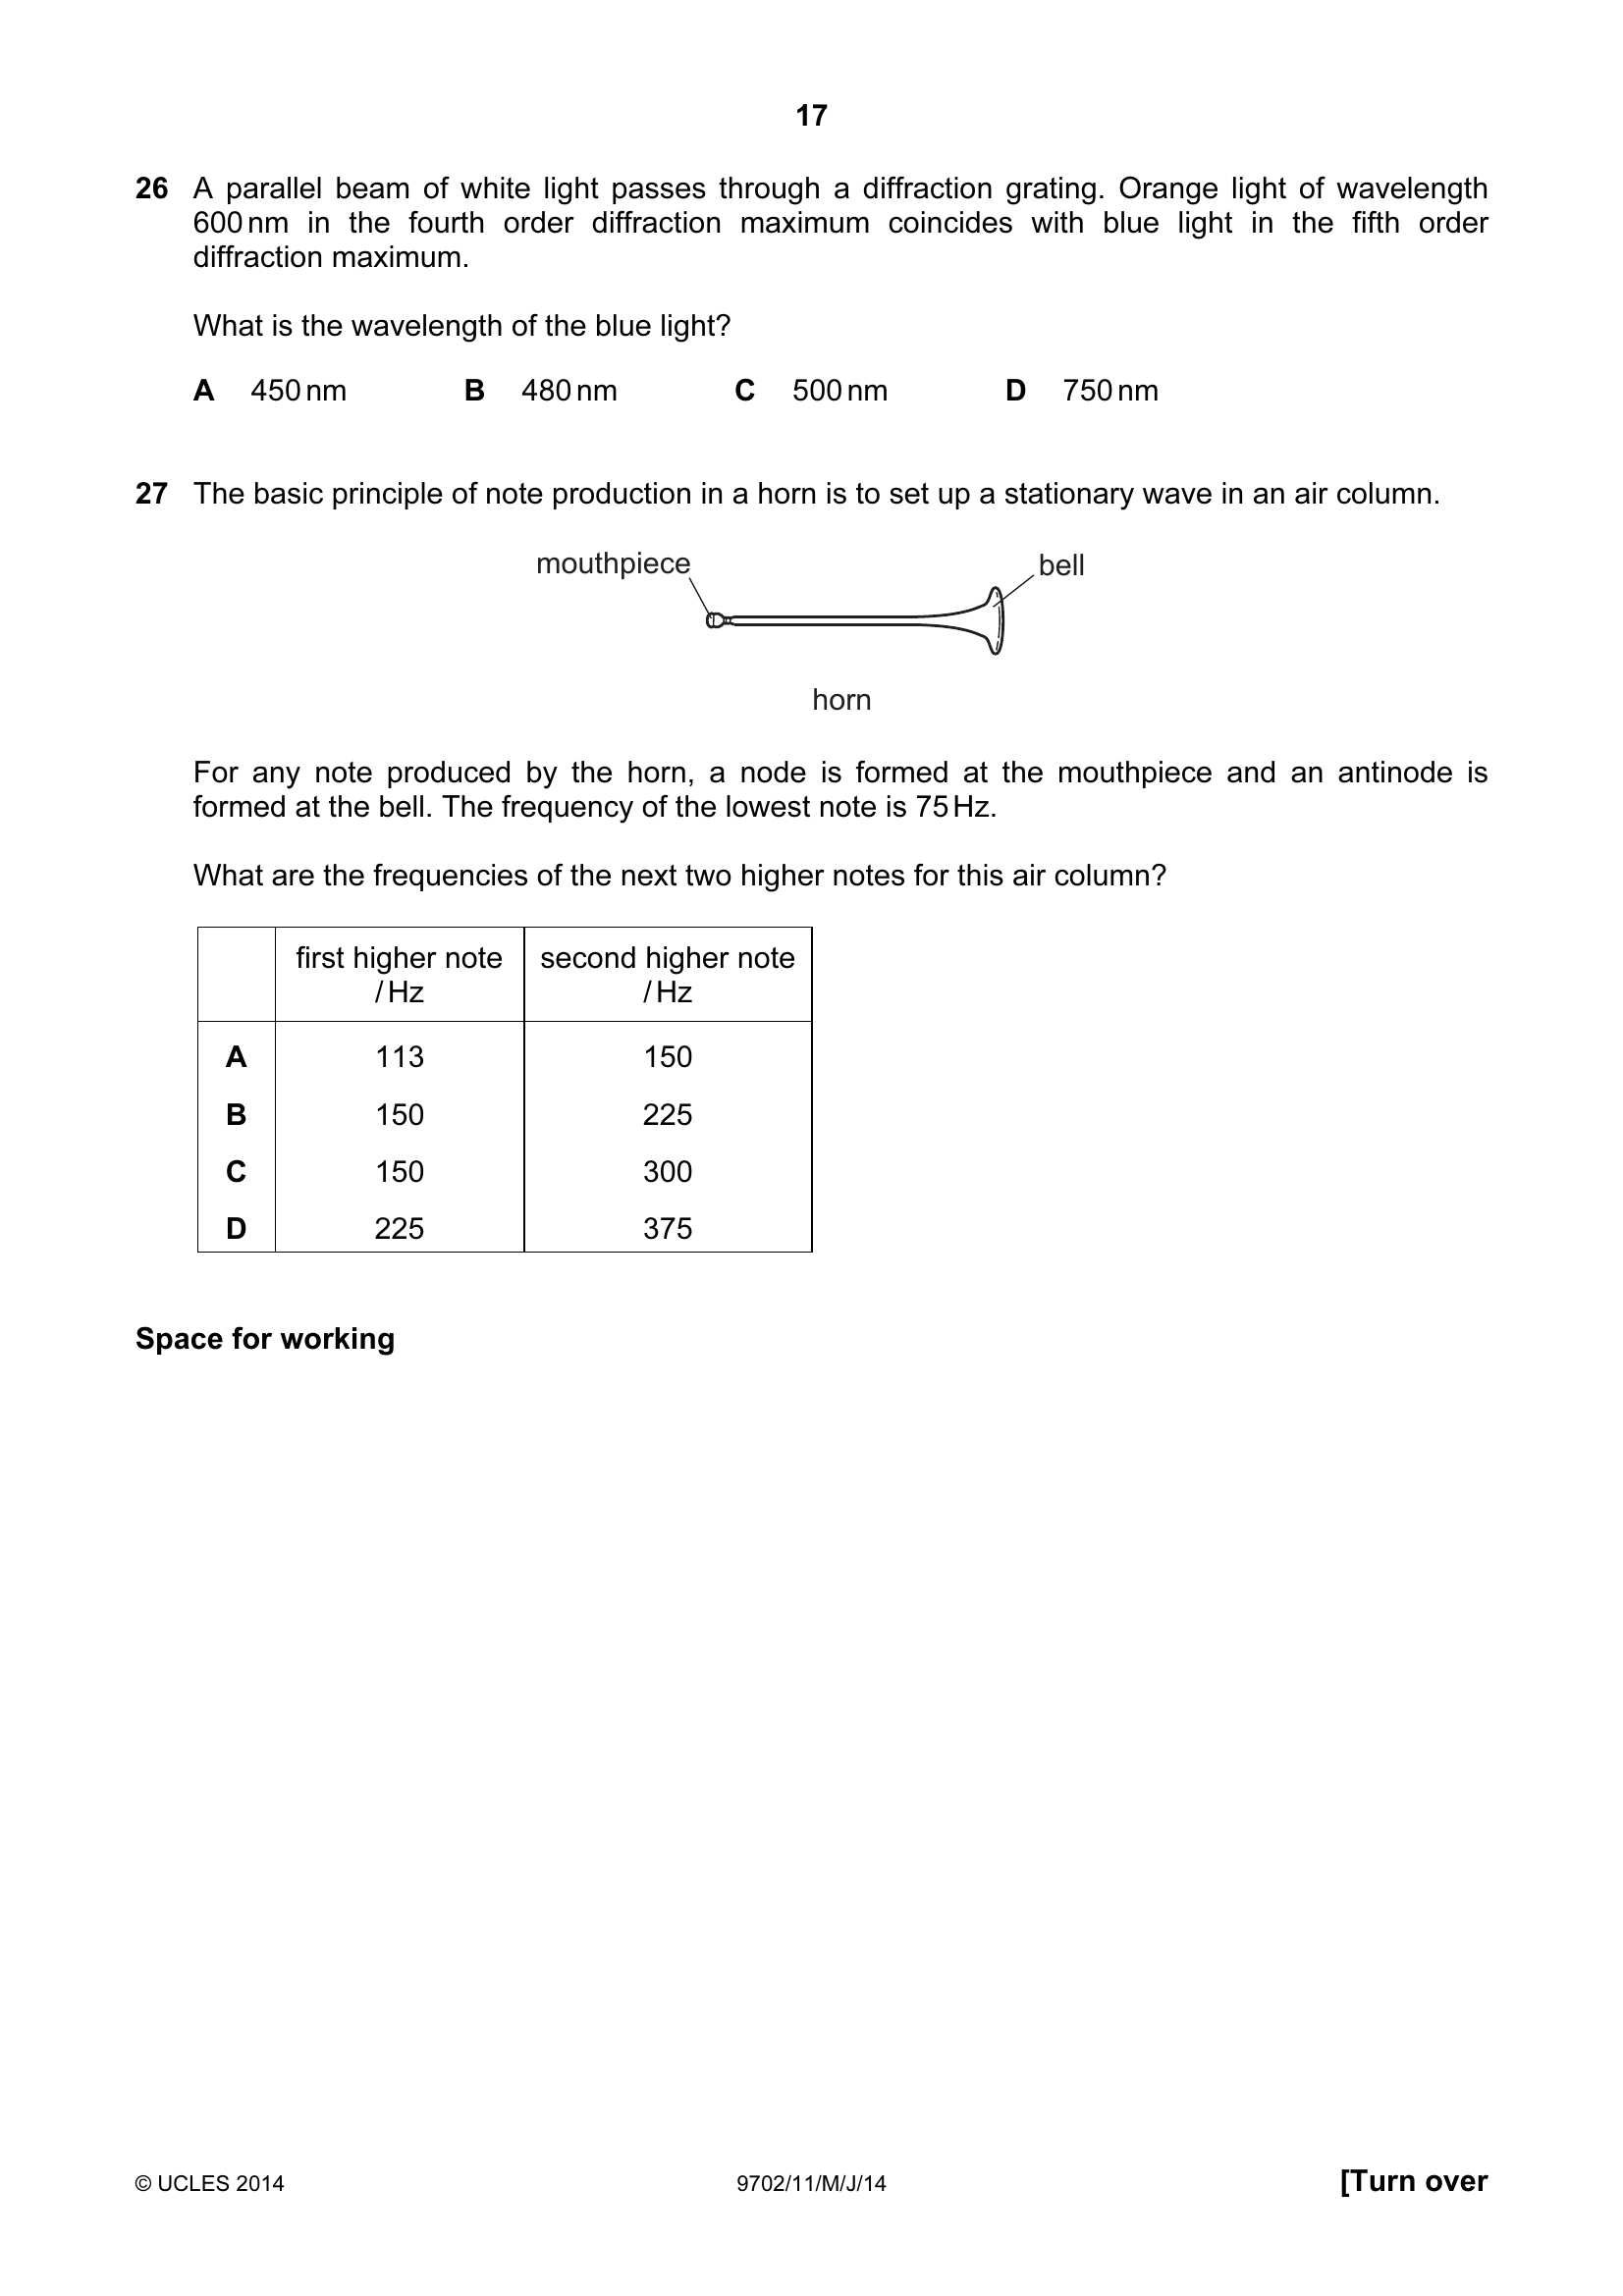 17
26 A parallel beam of white light passes through a diffraction grating. Orange light of wavelength
600 nm in the fourth order diffraction maximum coincides with blue light in the fifth order
diffraction maximum.
What is the wavelength of the blue light?
A 450 nm B 480 nm C 500 nm D 750 nm
27 The basic principle of note production in a horn is to set up a stationary wave in an air column.
mouthpiece bell
horn
For any note produced by the horn, a node is formed at the mouthpiece and an antinode is
formed at the bell. The frequency of the lowest note is 75 Hz.
What are the frequencies of the next two higher notes for this air column?
first higher note second higher note
/ Hz / Hz
A 113 150
B 150 225
C 150 300
D 225 375
Space for working
© UCLES 2014 9702/11/M/J/14 [Turn over